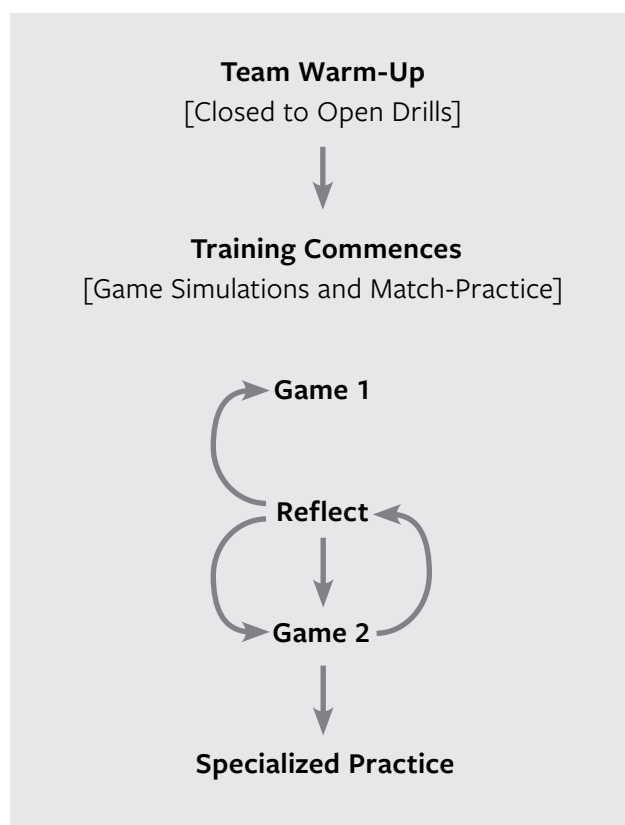 Team Warm-Up
[Closed to Open Drills]
Training Commences
[Game Simulations and Match-Practice]
Game 1
Reflect
Game 2
Specialized Practice